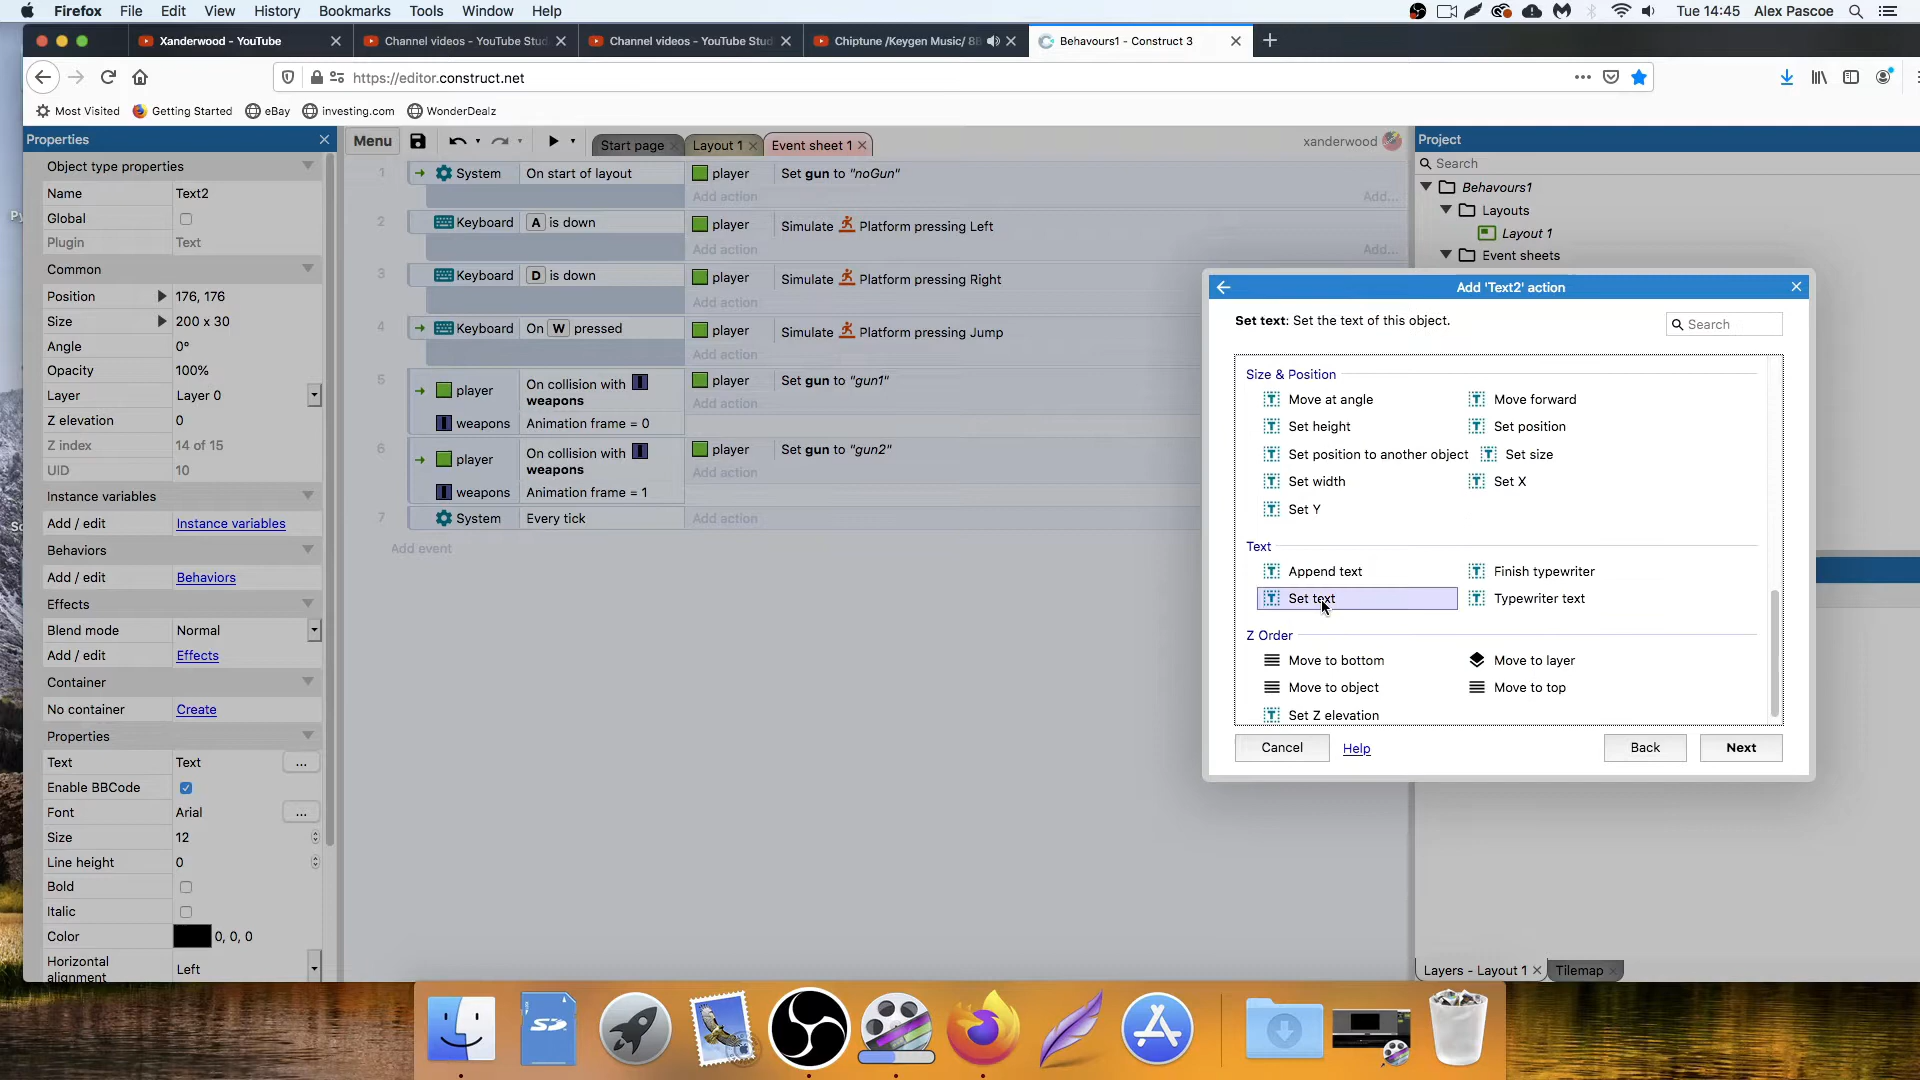 Firefox File Edit View History Bookmarks Tools Window Help Tue 14:45 Alex Pascoe
Xanderwood - YouTube
Channel videos - YouTube Stud
Channel videos - YouTube Stud
Chiptune /Keygen Music/ 8B
Behavours1 - Construct 3
https://editor.construct.net
Most Visited Getting Started eBay investing.com WonderDealz
Properties
Object type properties
Name Text2
Global
Plugin Text
Common
Position 176, 176
Size 200 x 30
Angle 0°
Opacity 100%
Layer Layer 0
Z elevation 0
Z index 14 of 15
UID 10
Instance variables
Add / edit Instance variables
Behaviors
Add / edit Behaviors
Effects
Blend mode Normal
Add / edit Effects
Container
No container Create
Properties
Text Text ...
Enable BBCode
Font Arial ...
Size 12
Line height 0
Bold
Italic
Color 0, 0, 0
Horizontal
alignment Left
Menu
Start page
Layout 1
Event sheet 1
xanderwood
1 System On start of layout player Set gun to "noGun"
Add action Add...
2 Keyboard A is down player Simulate Platform pressing Left
Add action Add...
3 Keyboard D is down player Simulate Platform pressing Right
Add action
4 Keyboard On W pressed player Simulate Platform pressing Jump
Add action
5 player On collision with weapons player Set gun to "gun1"
Add action
weapons Animation frame = 0
6 player On collision with weapons player Set gun to "gun2"
Add action
weapons Animation frame = 1
7 System Every tick Add action
Add event
Project
Search
Behavours1
Layouts
Layout 1
Event sheets
Add 'Text2' action
Set text: Set the text of this object.
Search
Size & Position
Move at angle Move forward
Set height Set position
Set position to another object Set size
Set width Set X
Set Y
Text
Append text Finish typewriter
Set text Typewriter text
Z Order
Move to bottom Move to layer
Move to object Move to top
Set Z elevation
Cancel Help Back Next
Layers - Layout 1 Tilemap